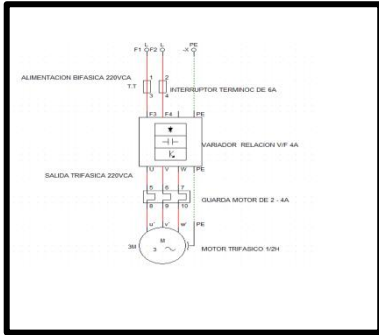 L L PE
F1 F2 -X
ALIMENTACION BIFASICA 220VCA
1 2
T.T
INTERRUPTOR TERMINOC DE 6A
3 4
F3 F4 PE
VARIADOR RELACION V/F 4A
U V W PE
SALIDA TRIFASICA 220VCA
5 6 7
GUARDA MOTOR DE 2 - 4A
8 9 10
u' v' w' PE
M
3M
3
MOTOR TRIFASICO 1/2H